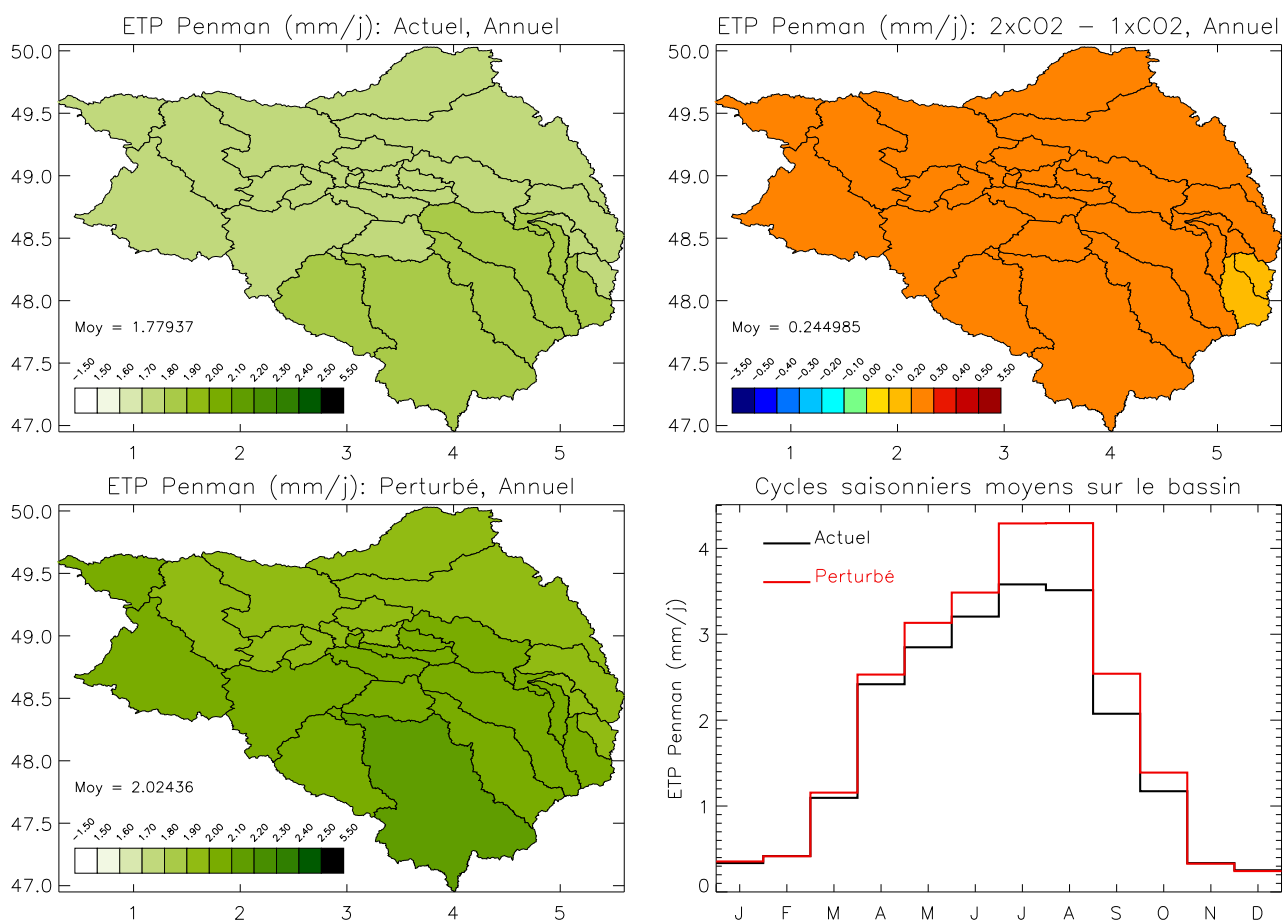 ETP Penman (mm/j): Actuel, Annuel
50.0
49.5
49.0
48.5
48.0
47.5
47.0
Moy = 1.77937
-1.50 1.50 1.60 1.70 1.80 1.90 2.00 2.10 2.20 2.30 2.40 2.50 5.50
1 2 3 4 5
ETP Penman (mm/j): 2xCO2 - 1xCO2, Annuel
50.0
49.5
49.0
48.5
48.0
47.5
47.0
Moy = 0.244985
-3.50 -0.50 -0.40 -0.30 -0.20 -0.10 0.00 0.10 0.20 0.30 0.40 0.50 3.50
1 2 3 4 5
ETP Penman (mm/j): Perturbé, Annuel
50.0
49.5
49.0
48.5
48.0
47.5
47.0
Moy = 2.02436
-1.50 1.50 1.60 1.70 1.80 1.90 2.00 2.10 2.20 2.30 2.40 2.50 5.50
1 2 3 4 5
Cycles saisonniers moyens sur le bassin
Actuel
Perturbé
ETP Penman (mm/j)
4
3
2
1
0
J F M A M J J A S O N D